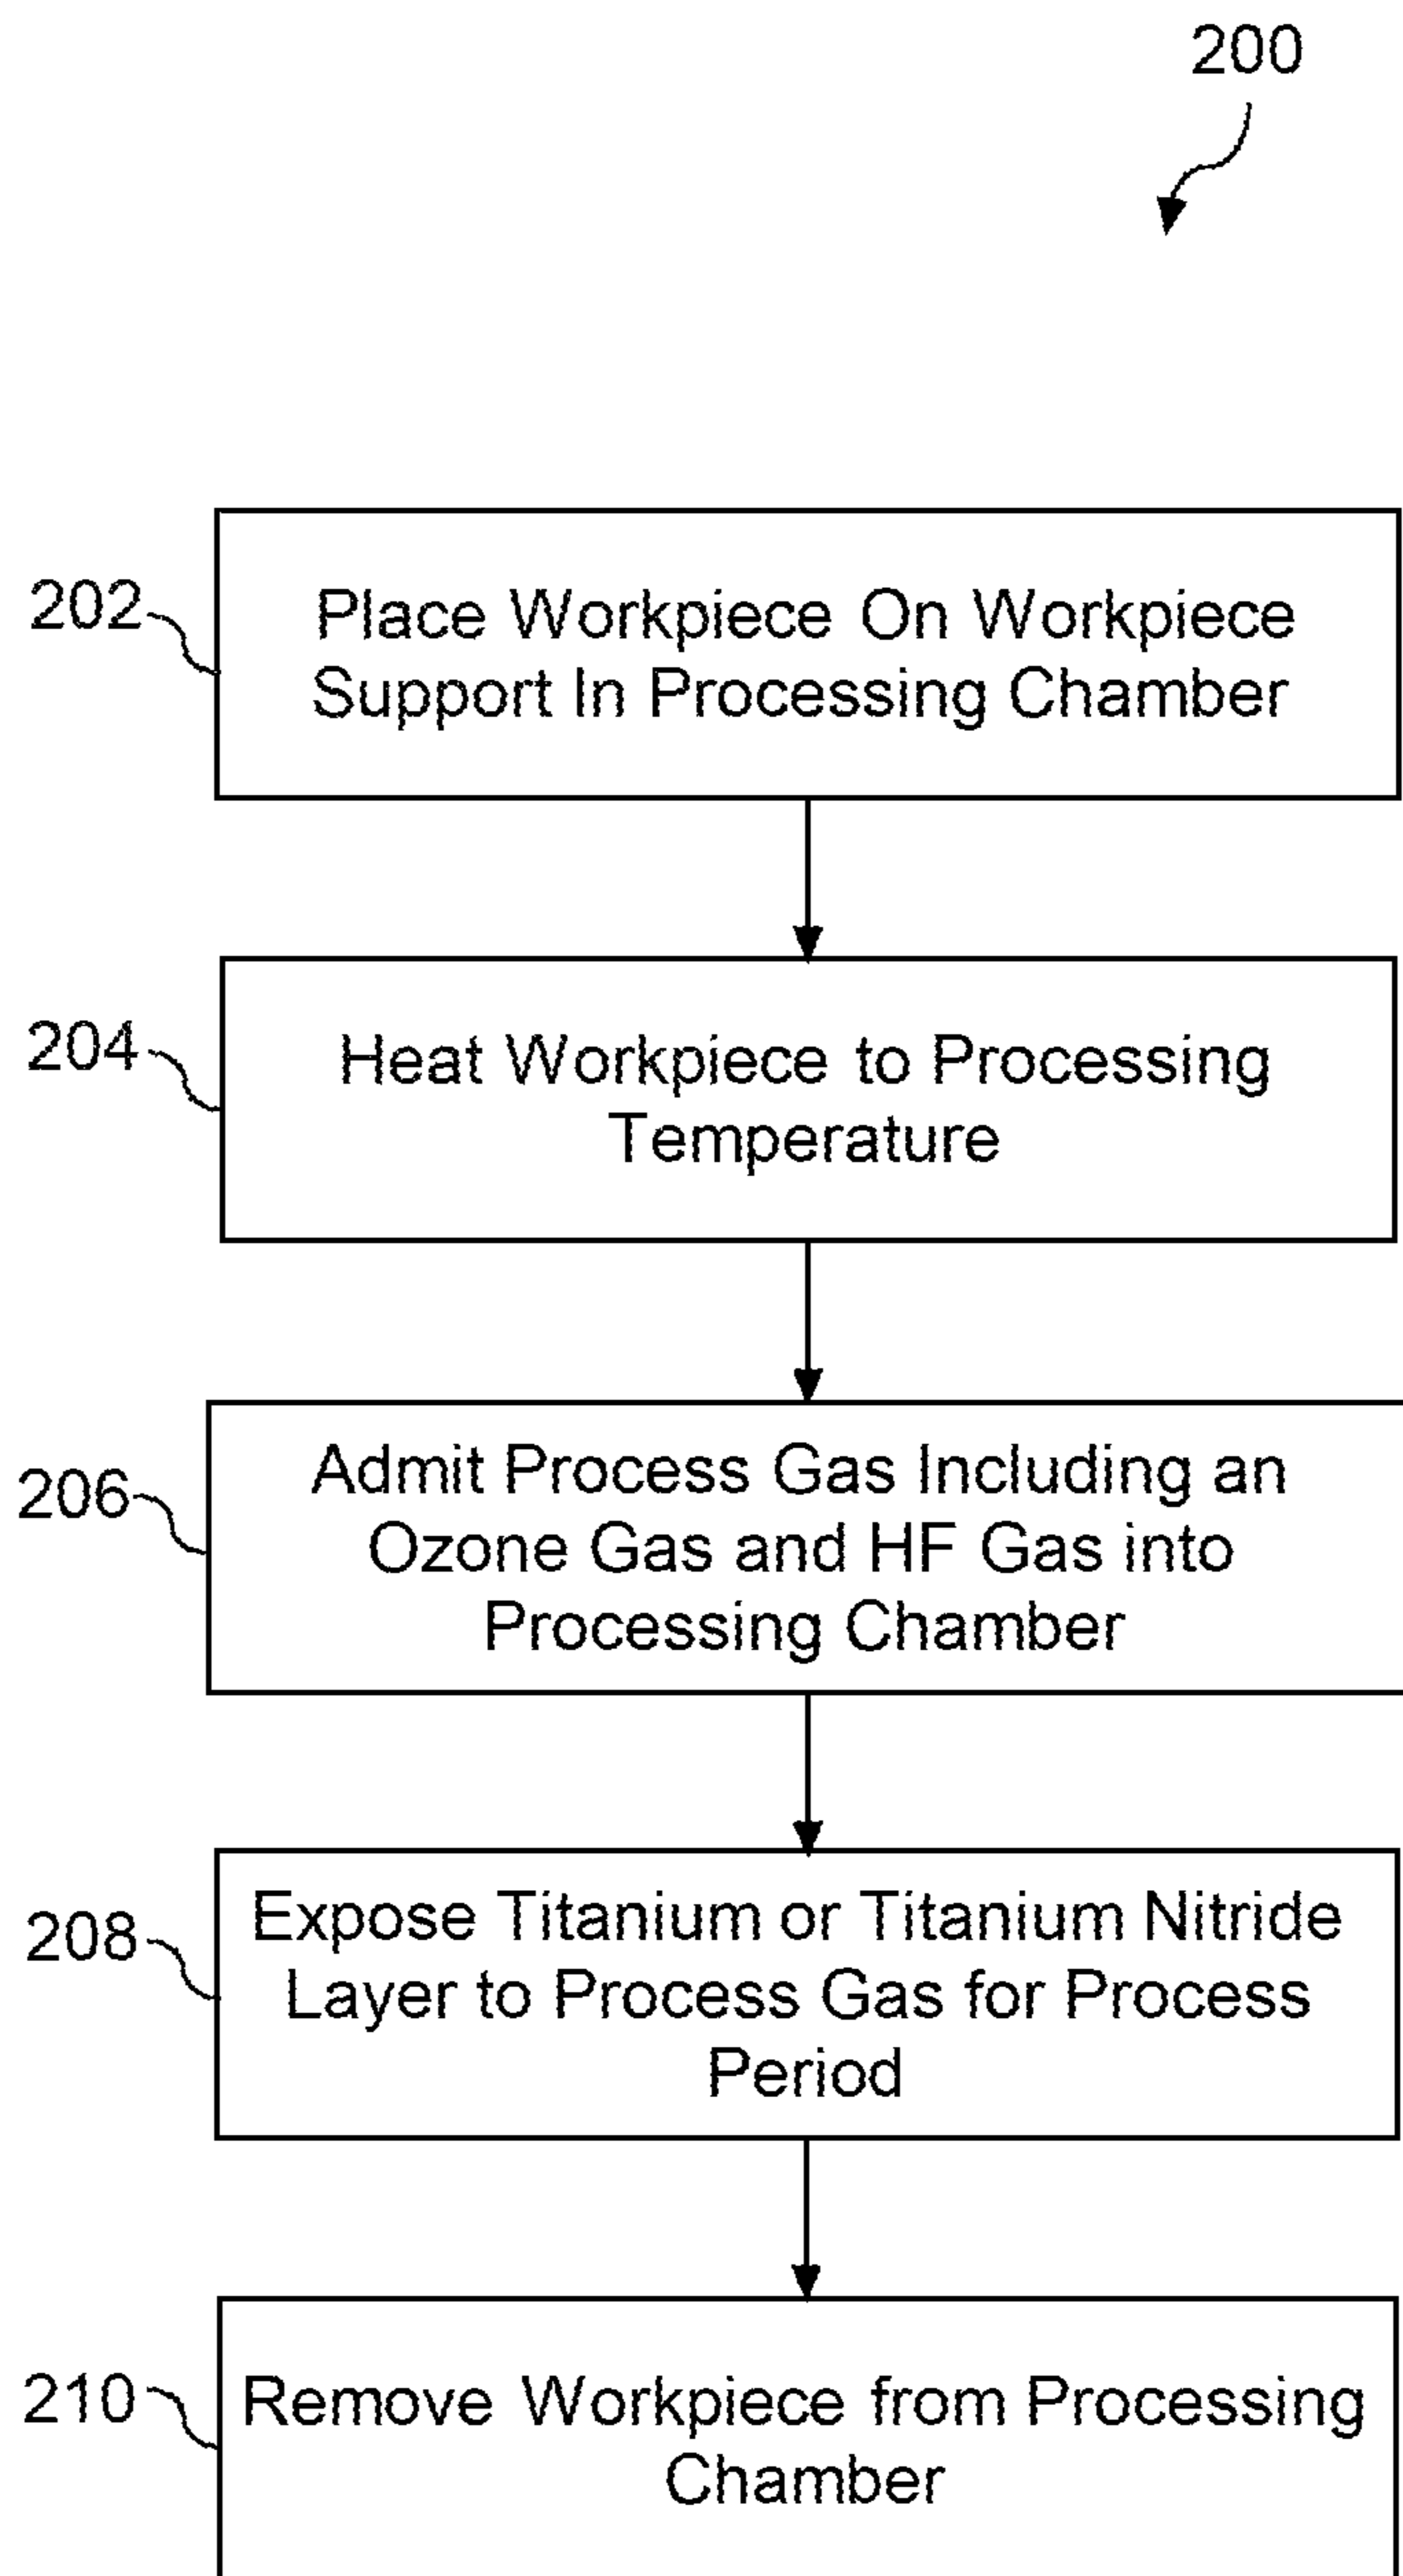 200
202
Place Workpiece On Workpiece
Support In Processing Chamber
204
Heat Workpiece to Processing
Temperature
206
Admit Process Gas Including an
Ozone Gas and HF Gas into
Processing Chamber
208
Expose Titanium or Titanium Nitride
Layer to Process Gas for Process
Period
210
Remove Workpiece from Processing
Chamber